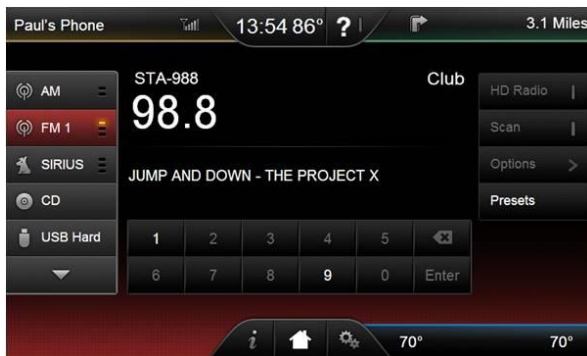 Paul's Phone
13:54 86° ?
3.1 Miles
AM
FM 1
SIRIUS
CD
USB Hard
STA-988
Club
98.8
JUMP AND DOWN - THE PROJECT X
1 2 3 4 5
6 7 8 9 0 Enter
HD Radio
Scan
Options >
Presets
i
70°
70°